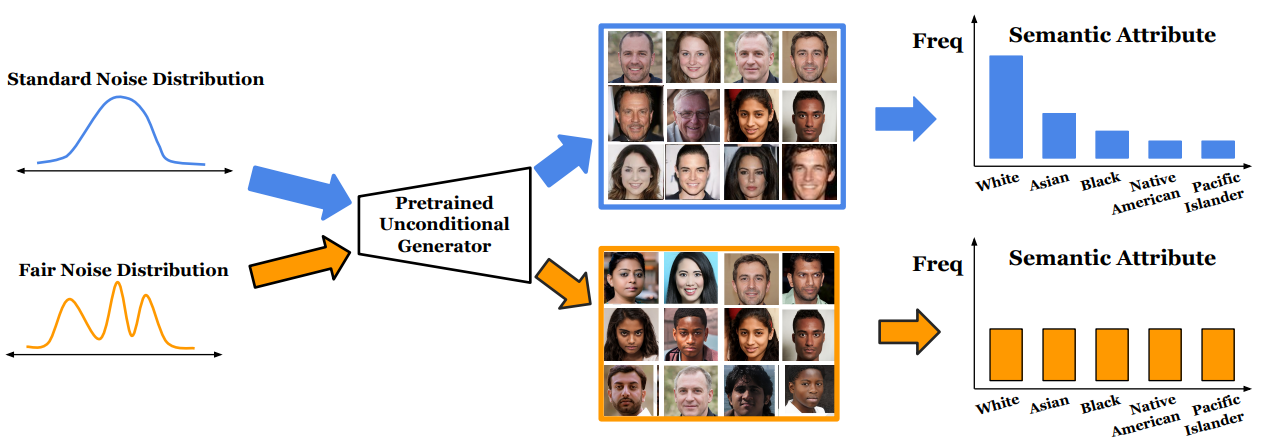 Standard Noise Distribution
Fair Noise Distribution
Pretrained
Unconditional
Generator
Freq
Semantic Attribute
White
Asian
Black
Native
American
Pacific
Islander
Freq
Semantic Attribute
White
Asian
Black
Native
American
Pacific
Islander